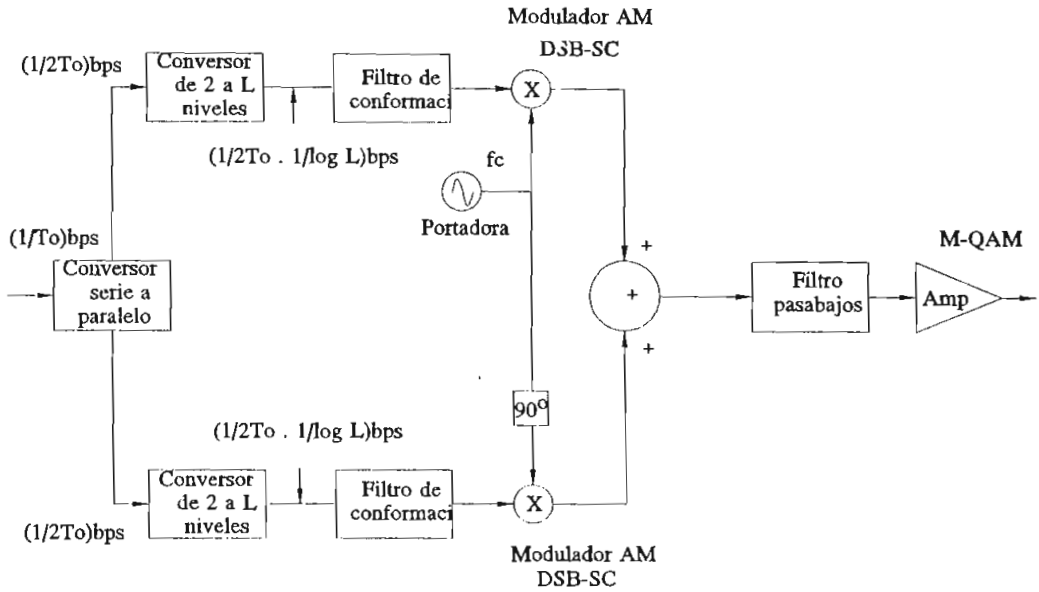 Modulador AM
DSB-SC
(1/2To)bps
Conversor
de 2 a L
niveles
Filtro de
conformaci
X
(1/2To . 1/log L)bps
fc
Portadora
(1/To)bps
Conversor
serie a
paralelo
+
+
+
Filtro
pasabajos
M-QAM
Amp
90º
(1/2To . 1/log L)bps
(1/2To)bps
Conversor
de 2 a L
niveles
Filtro de
conformaci
X
Modulador AM
DSB-SC